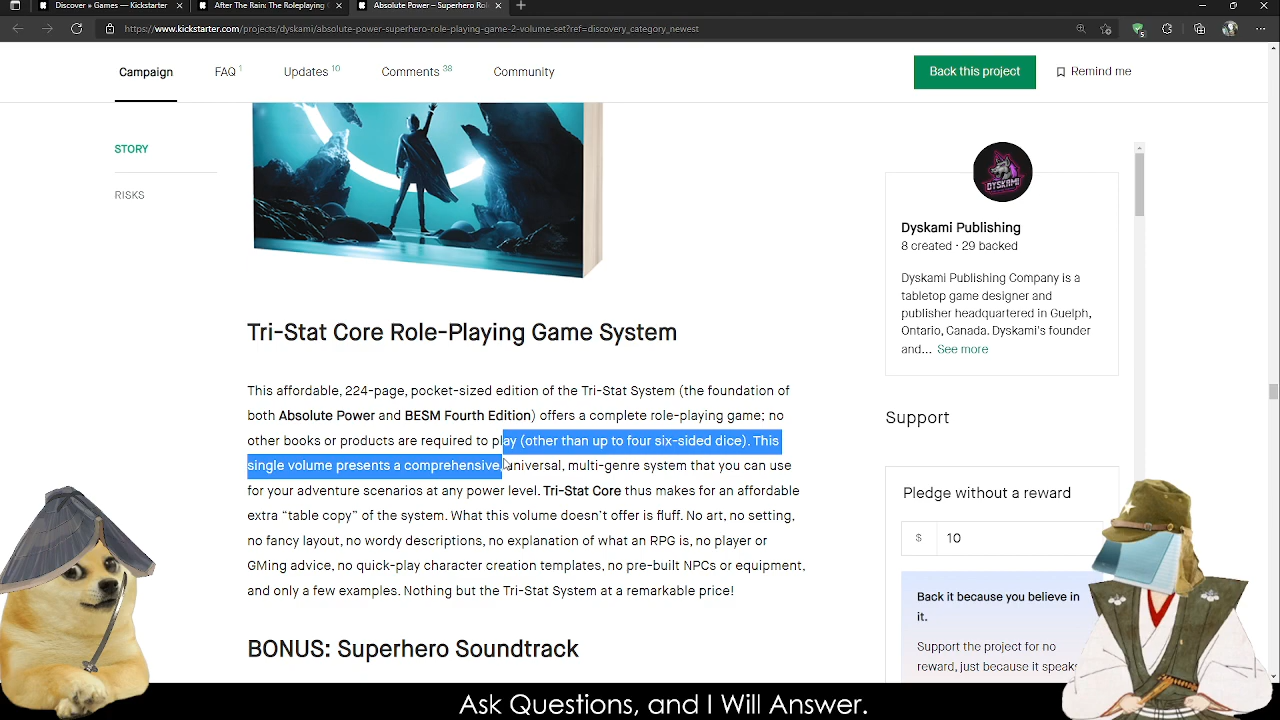 Discover » Games — Kickstarter
After The Rain: The Roleplaying G
Absolute Power – Superhero Role
https://www.kickstarter.com/projects/dyskami/absolute-power-superhero-role-playing-game-2-volume-set?ref=discovery_category_newest
Campaign
FAQ 1
Updates 10
Comments 38
Community
Back this project
Remind me
STORY
RISKS
DYSKAMI
Dyskami Publishing
8 created · 29 backed
Dyskami Publishing Company is a
tabletop game designer and
publisher headquartered in Guelph,
Ontario, Canada. Dyskami's founder
and... See more
Tri-Stat Core Role-Playing Game System
This affordable, 224-page, pocket-sized edition of the Tri-Stat System (the foundation of
both Absolute Power and BESM Fourth Edition) offers a complete role-playing game; no
other books or products are required to play (other than up to four six-sided dice). This
single volume presents a comprehensive, universal, multi-genre system that you can use
for your adventure scenarios at any power level. Tri-Stat Core thus makes for an affordable
extra “table copy” of the system. What this volume doesn’t offer is fluff. No art, no setting,
no fancy layout, no wordy descriptions, no explanation of what an RPG is, no player or
GMing advice, no quick-play character creation templates, no pre-built NPCs or equipment,
and only a few examples. Nothing but the Tri-Stat System at a remarkable price!
BONUS: Superhero Soundtrack
Support
Pledge without a reward
$ 10
Back it because you believe in
it.
Support the project for no
reward, just because it speaks
Ask Questions, and I Will Answer.